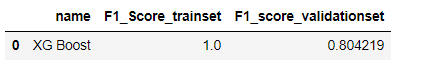 name F1_Score_trainset F1_score_validationset
0 XG Boost 1.0 0.804219